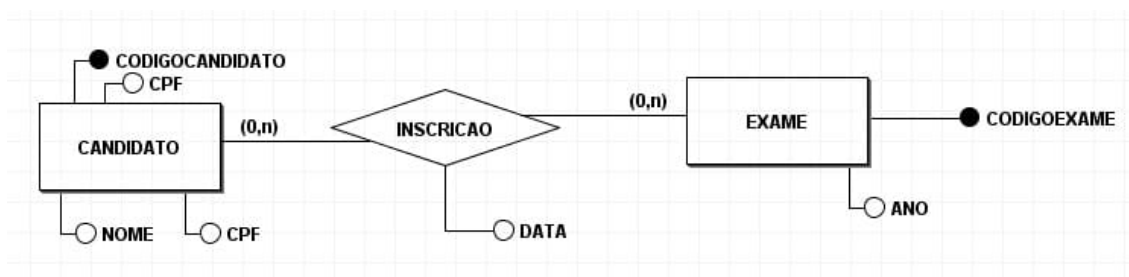 CODIGOCANDIDATO
CPF
CANDIDATO
(0,n)
INSCRICAO
(0,n)
EXAME
CODIGOEXAME
NOME
CPF
DATA
ANO